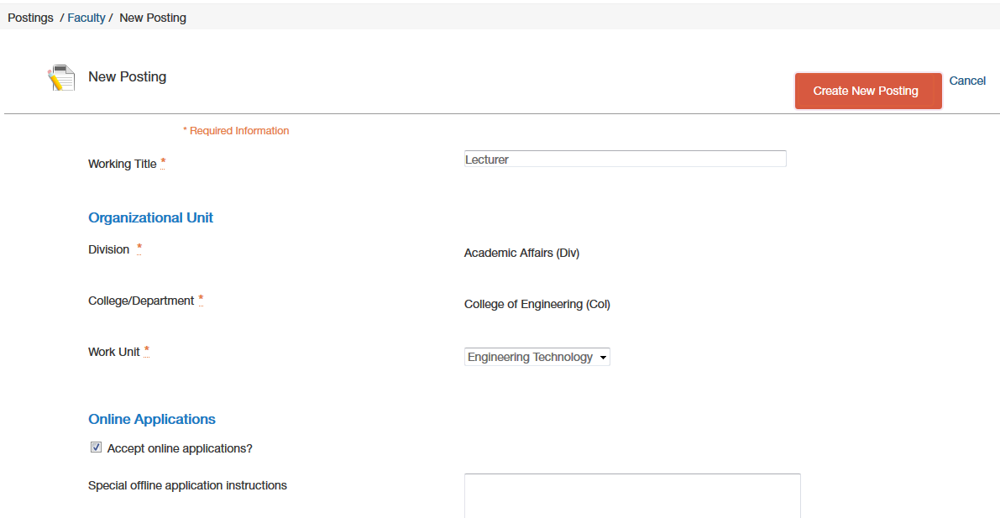 Postings / Faculty / New Posting
New Posting
Create New Posting
Cancel
* Required Information
Working Title *
Lecturer
Organizational Unit
Division *
Academic Affairs (Div)
College/Department *
College of Engineering (Col)
Work Unit *
Engineering Technology
Online Applications
Accept online applications?
Special offline application instructions